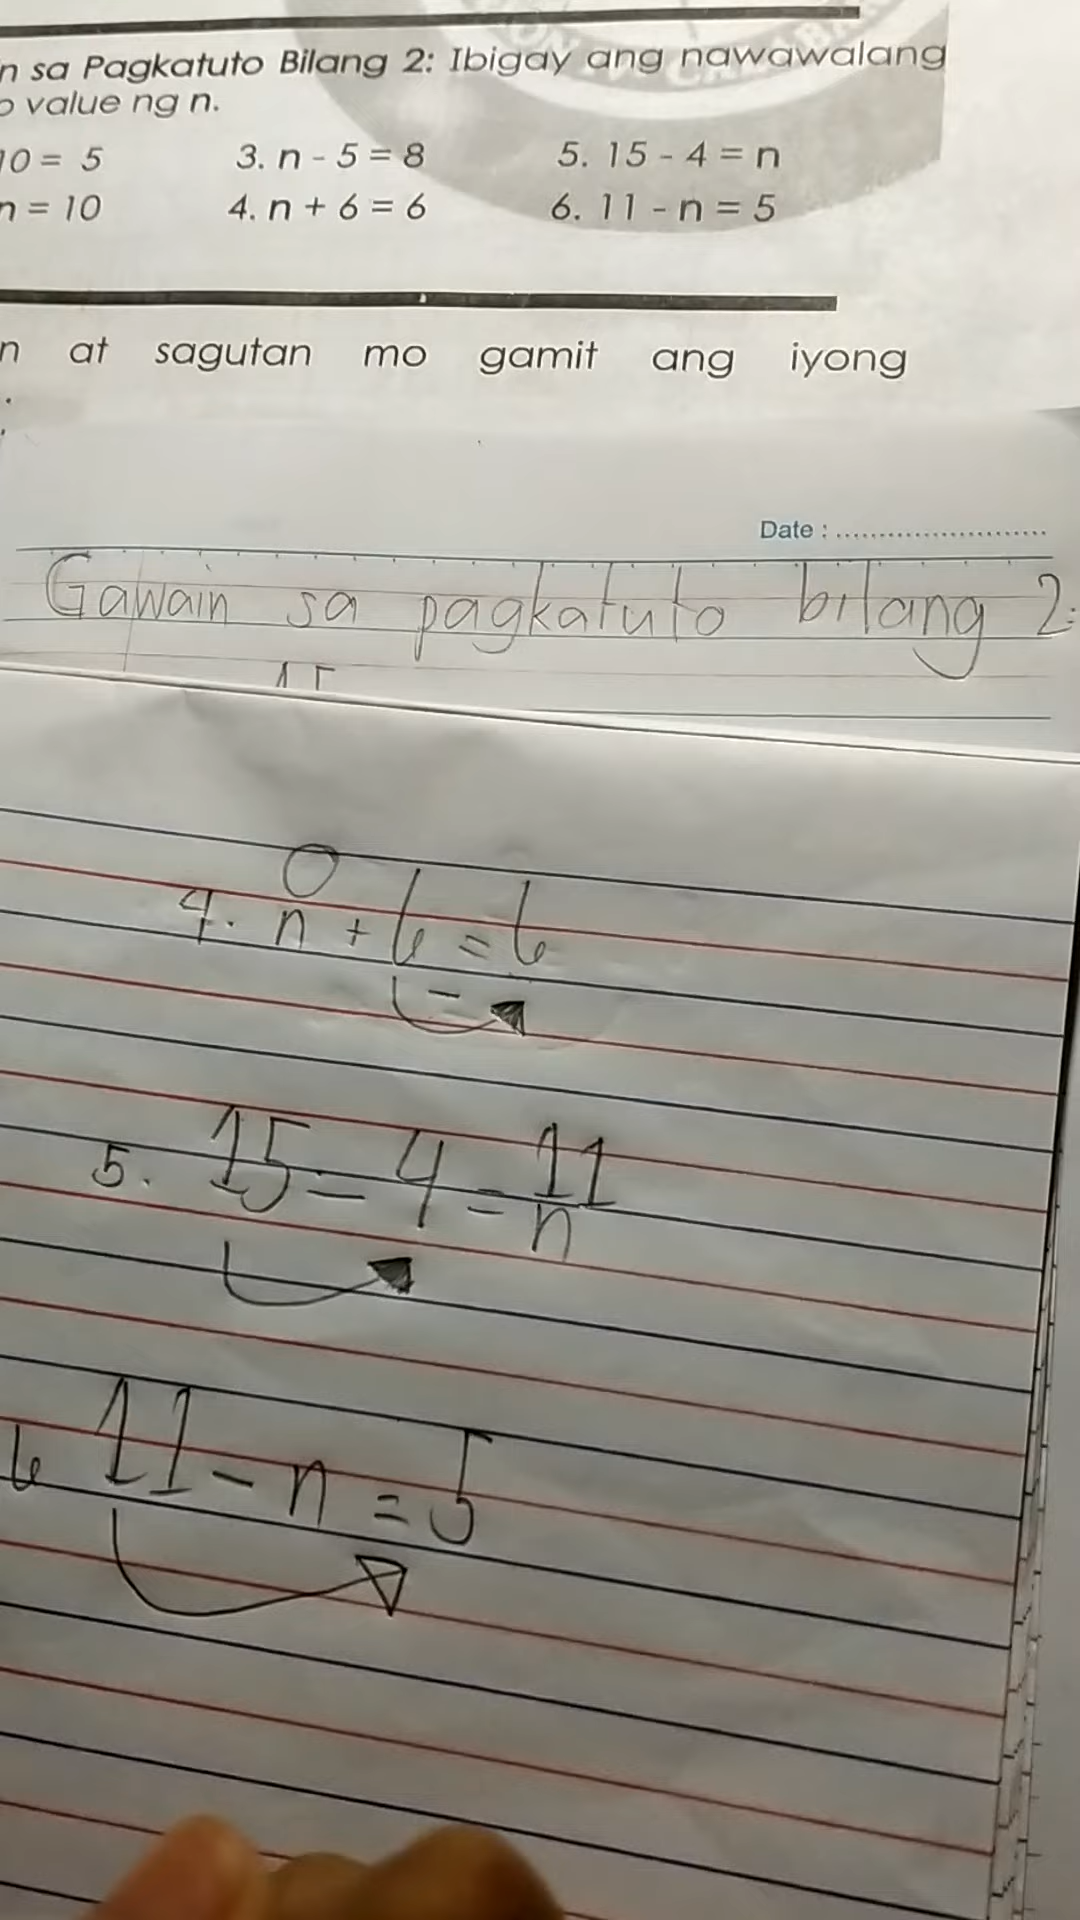 n sa Pagkatuto Bilang 2: Ibigay ang nawawalang
o value ng n.
10 = 5 3. n - 5 = 8 5. 15 - 4 = n
n = 10 4. n + 6 = 6 6. 11 - n = 5
n at sagutan mo gamit ang iyong
Date : ........................
Gawain sa pagkatuto bilang 2:
15
0
4. n + 6 = 6
-
11
5. 15 - 4 = n
6 11 - n = 5